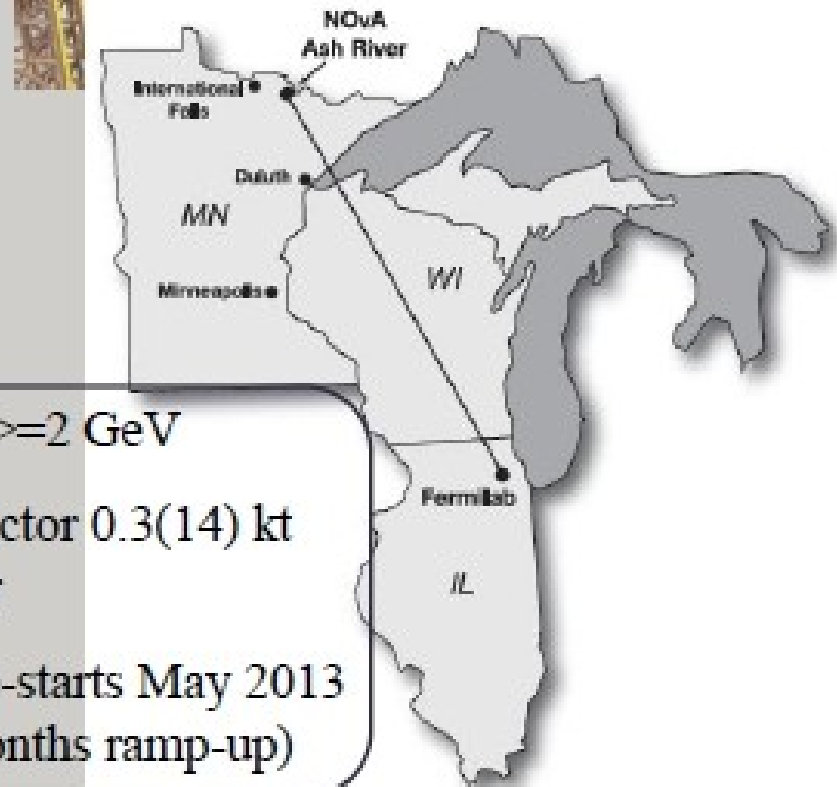 NOvA
Ash River
International
Falls
Duluth
MN
WI
Minneapolis
>=2 GeV
Fermilab
ctor 0.3(14) kt
IL
-starts May 2013
onths ramp-up)